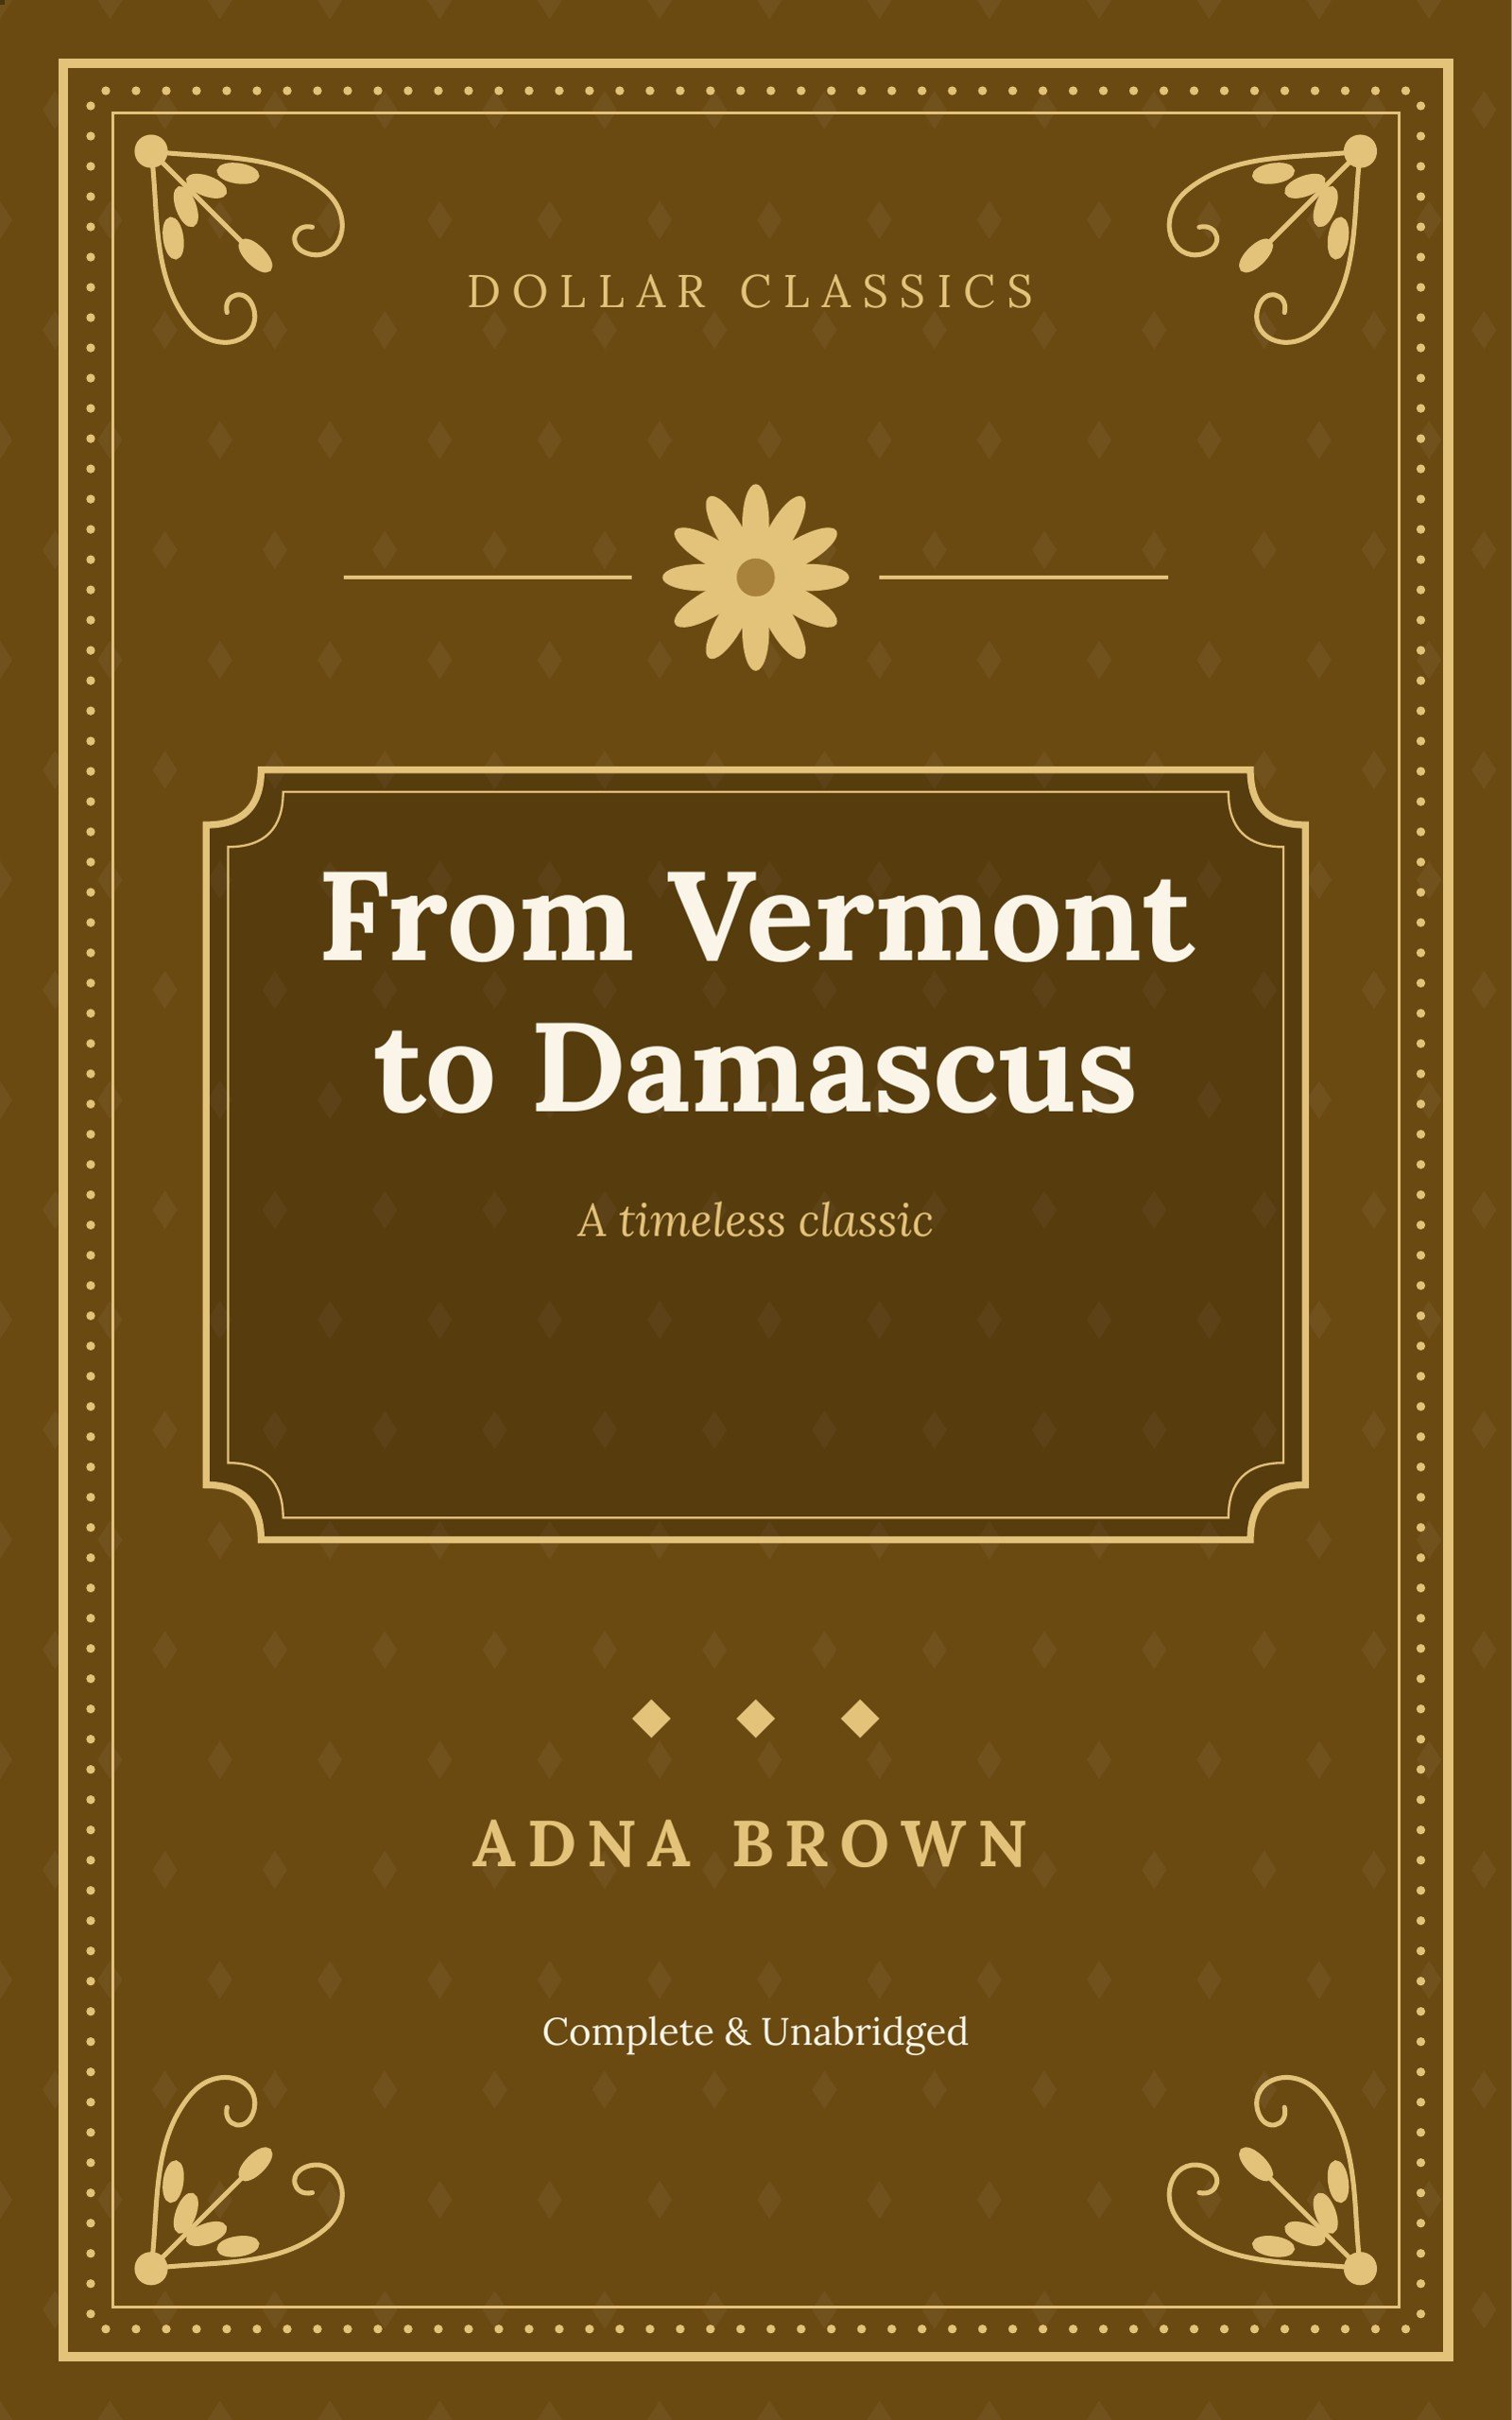 DOLLAR CLASSICS
From Vermont
to Damascus
A timeless classic
ADNA BROWN
Complete & Unabridged